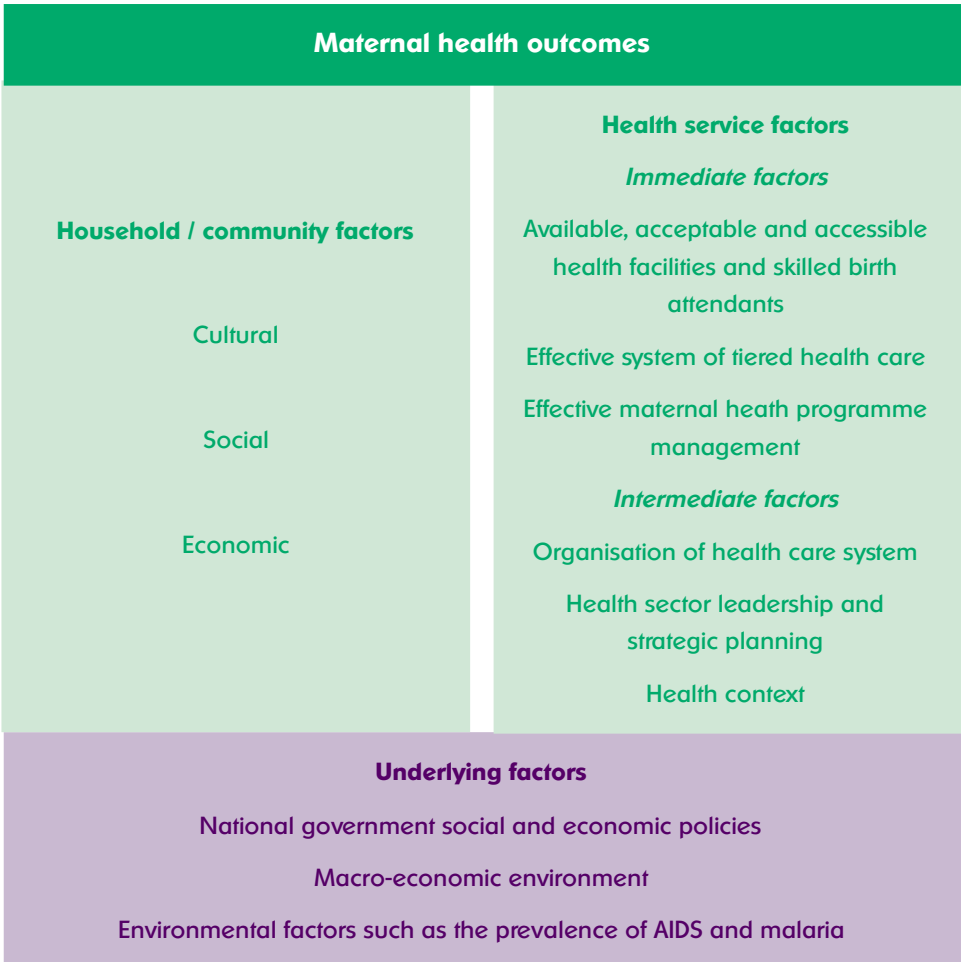 Maternal health outcomes
Household / community factors
Cultural
Social
Economic
Health service factors
Immediate factors
Available, acceptable and accessible
health facilities and skilled birth
attendants
Effective system of tiered health care
Effective maternal heath programme
management
Intermediate factors
Organisation of health care system
Health sector leadership and
strategic planning
Health context
Underlying factors
National government social and economic policies
Macro-economic environment
Environmental factors such as the prevalence of AIDS and malaria